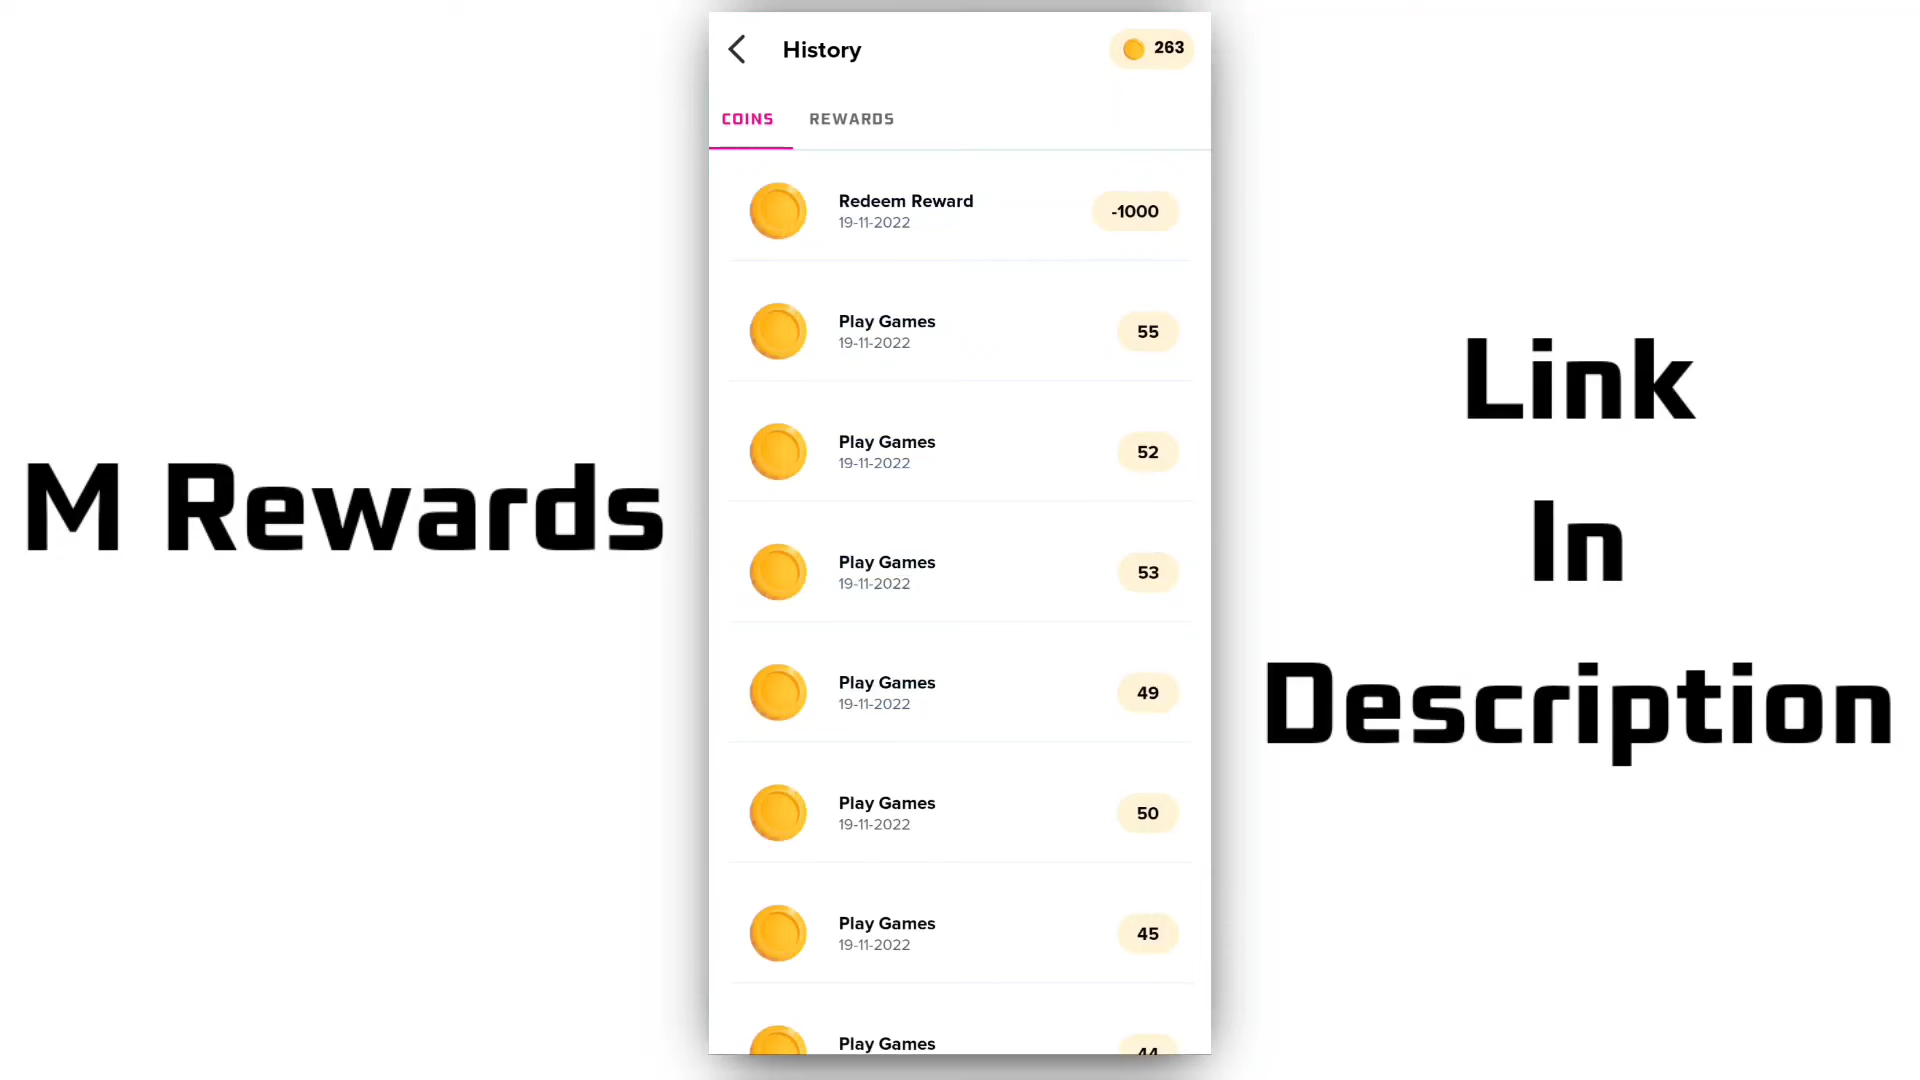 M Rewards
History
263
COINS REWARDS
Redeem Reward
19-11-2022
-1000
Play Games
19-11-2022
55
Play Games
19-11-2022
52
Play Games
19-11-2022
53
Play Games
19-11-2022
49
Play Games
19-11-2022
50
Play Games
19-11-2022
45
Play Games
44
Link
In
Description